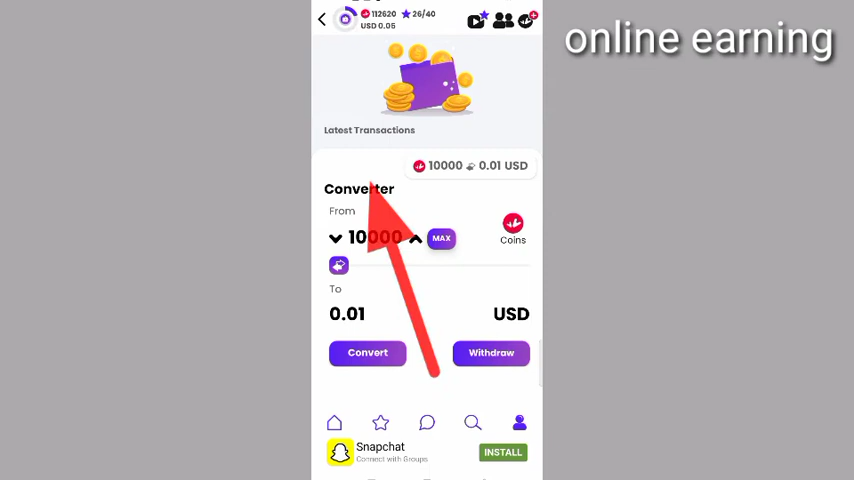 online earning
112620 26/40
USD 0.05
Latest Transactions
10000 0.01 USD
Converter
From
10000 MAX
Coins
To
0.01 USD
Convert Withdraw
Snapchat
Connect with Groups
INSTALL